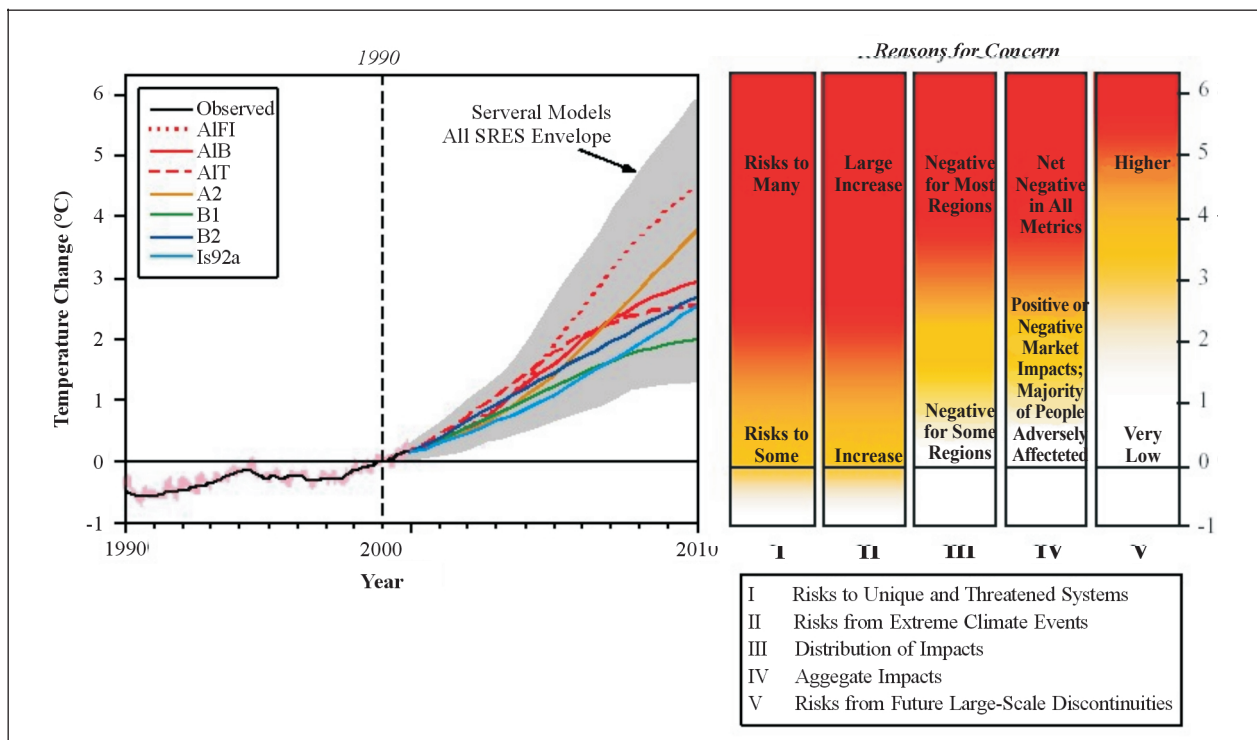 1990
6
5
4
3
2
1
0
-1
Temperature Change (°C)
Observed
AlFI
AlB
AlT
A2
B1
B2
Is92a
Serveral Models
All SRES Envelope
1990
2000
2010
Year
Reasons for Concern
Risks to
Many
Risks to
Some
Large
Increase
Increase
Negative
for Most
Regions
Negative
for Some
Regions
Net
Negative
in All
Metrics
Positive or
Negative
Market
Impacts;
Majority
of People
Adversely
Affecteted
Higher
Very
Low
6
5
4
3
2
1
0
-1
I
II
III
IV
V
I Risks to Unique and Threatened Systems
II Risks from Extreme Climate Events
III Distribution of Impacts
IV Aggegate Impacts
V Risks from Future Large-Scale Discontinuities